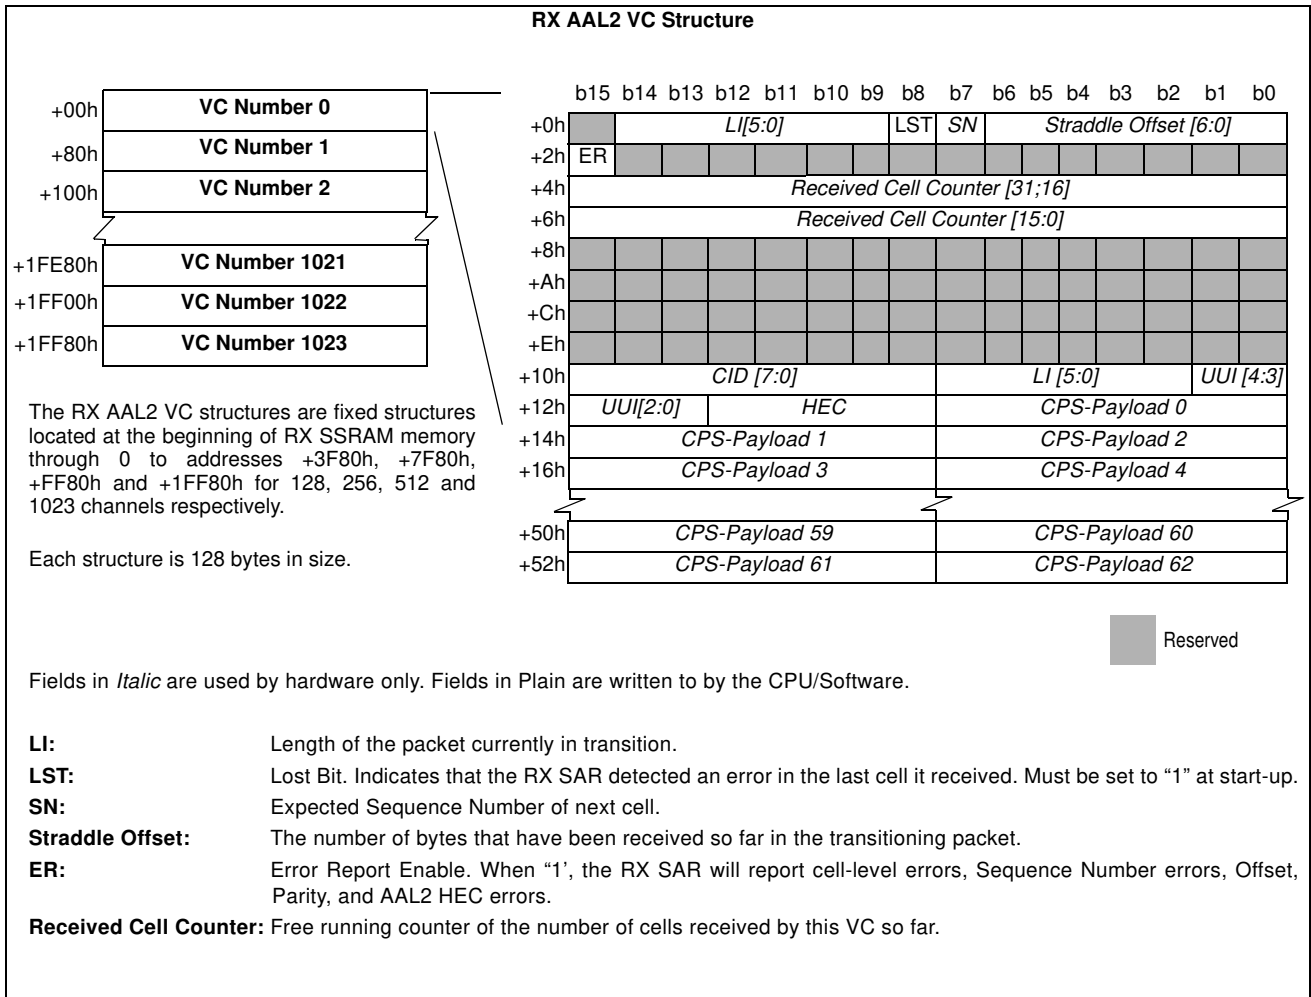 RX AAL2 VC Structure
+00h VC Number 0
+80h VC Number 1
+100h VC Number 2
+1FE80h VC Number 1021
+1FF00h VC Number 1022
+1FF80h VC Number 1023
The RX AAL2 VC structures are fixed structures
located at the beginning of RX SSRAM memory
through 0 to addresses +3F80h, +7F80h,
+FF80h and +1FF80h for 128, 256, 512 and
1023 channels respectively.
Each structure is 128 bytes in size.
b15 b14 b13 b12 b11 b10 b9 b8 b7 b6 b5 b4 b3 b2 b1 b0
+0h LI[5:0] LST SN Straddle Offset [6:0]
+2h ER
+4h Received Cell Counter [31;16]
+6h Received Cell Counter [15:0]
+8h
+Ah
+Ch
+Eh
+10h CID [7:0] LI [5:0] UUI [4:3]
+12h UUI[2:0] HEC CPS-Payload 0
+14h CPS-Payload 1 CPS-Payload 2
+16h CPS-Payload 3 CPS-Payload 4
+50h CPS-Payload 59 CPS-Payload 60
+52h CPS-Payload 61 CPS-Payload 62
Reserved
Fields in Italic are used by hardware only. Fields in Plain are written to by the CPU/Software.
LI: Length of the packet currently in transition.
LST: Lost Bit. Indicates that the RX SAR detected an error in the last cell it received. Must be set to “1” at start-up.
SN: Expected Sequence Number of next cell.
Straddle Offset: The number of bytes that have been received so far in the transitioning packet.
ER: Error Report Enable. When “1’, the RX SAR will report cell-level errors, Sequence Number errors, Offset,
Parity, and AAL2 HEC errors.
Received Cell Counter: Free running counter of the number of cells received by this VC so far.